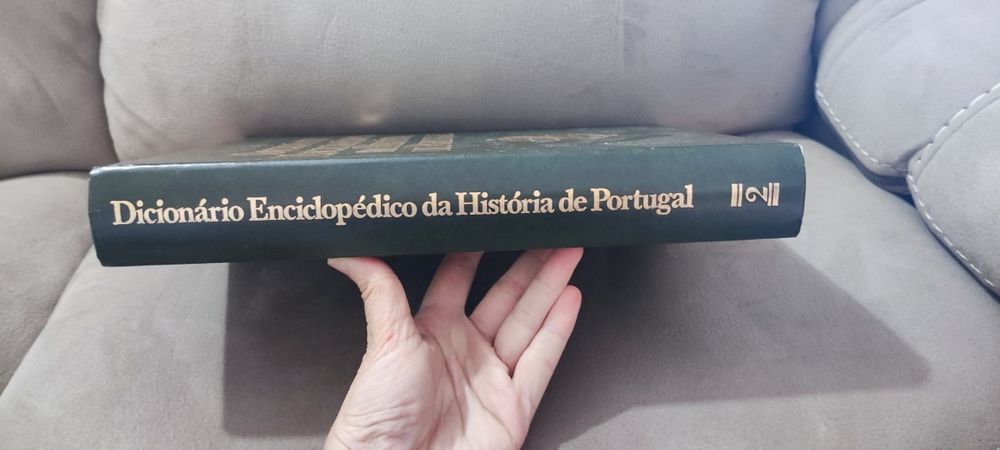 Dicionário Enciclopédico da História de Portugal
2